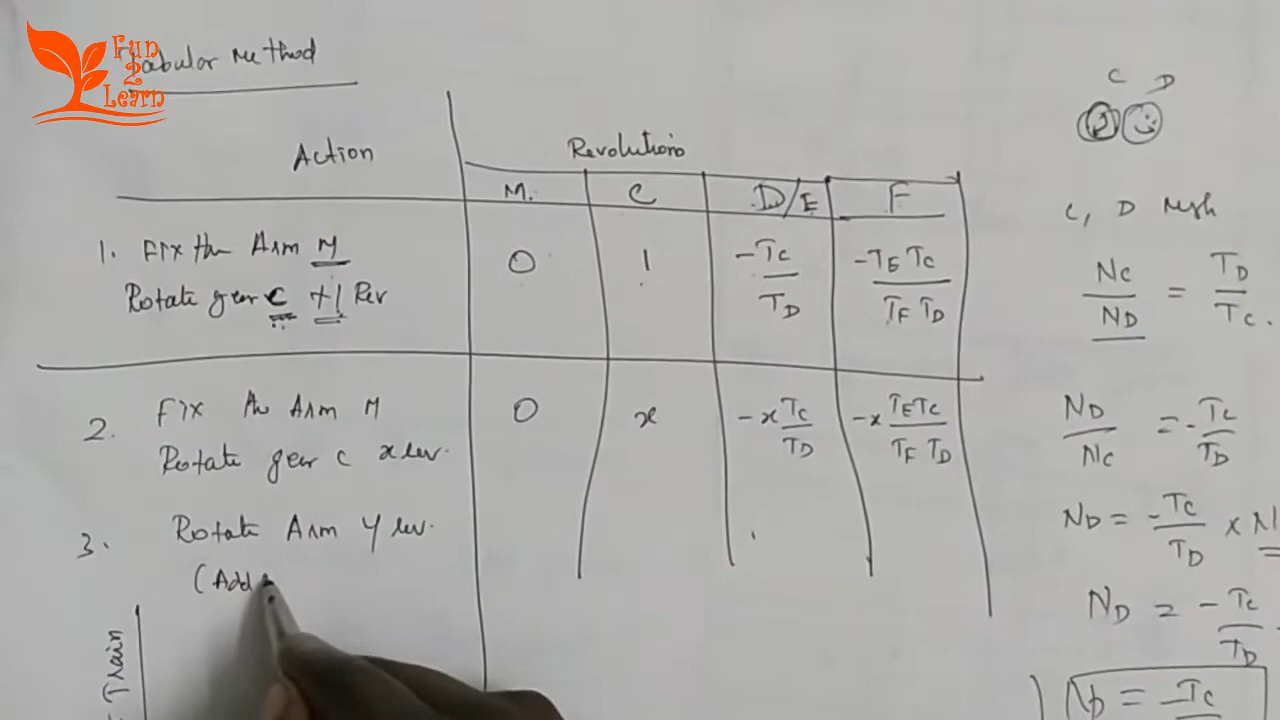 Fun
2
Learn
Tabular Method
Action
Revolutions
M. C D/E F
1. Fix the Arm M
Rotate gear C +1 Rev
0 1 -TC/TD -TE TC/TF TD
2. Fix the Arm M
Rotate gear C x rev.
0 x -x TC/TD -x TE TC/TF TD
3. Rotate Arm y rev.
(Add
Train
C D
C, D mesh
NC/ND = TD/TC.
ND/NC = -TC/TD
ND = -TC/TD ×
ND = -TC/TD
ND = -TC